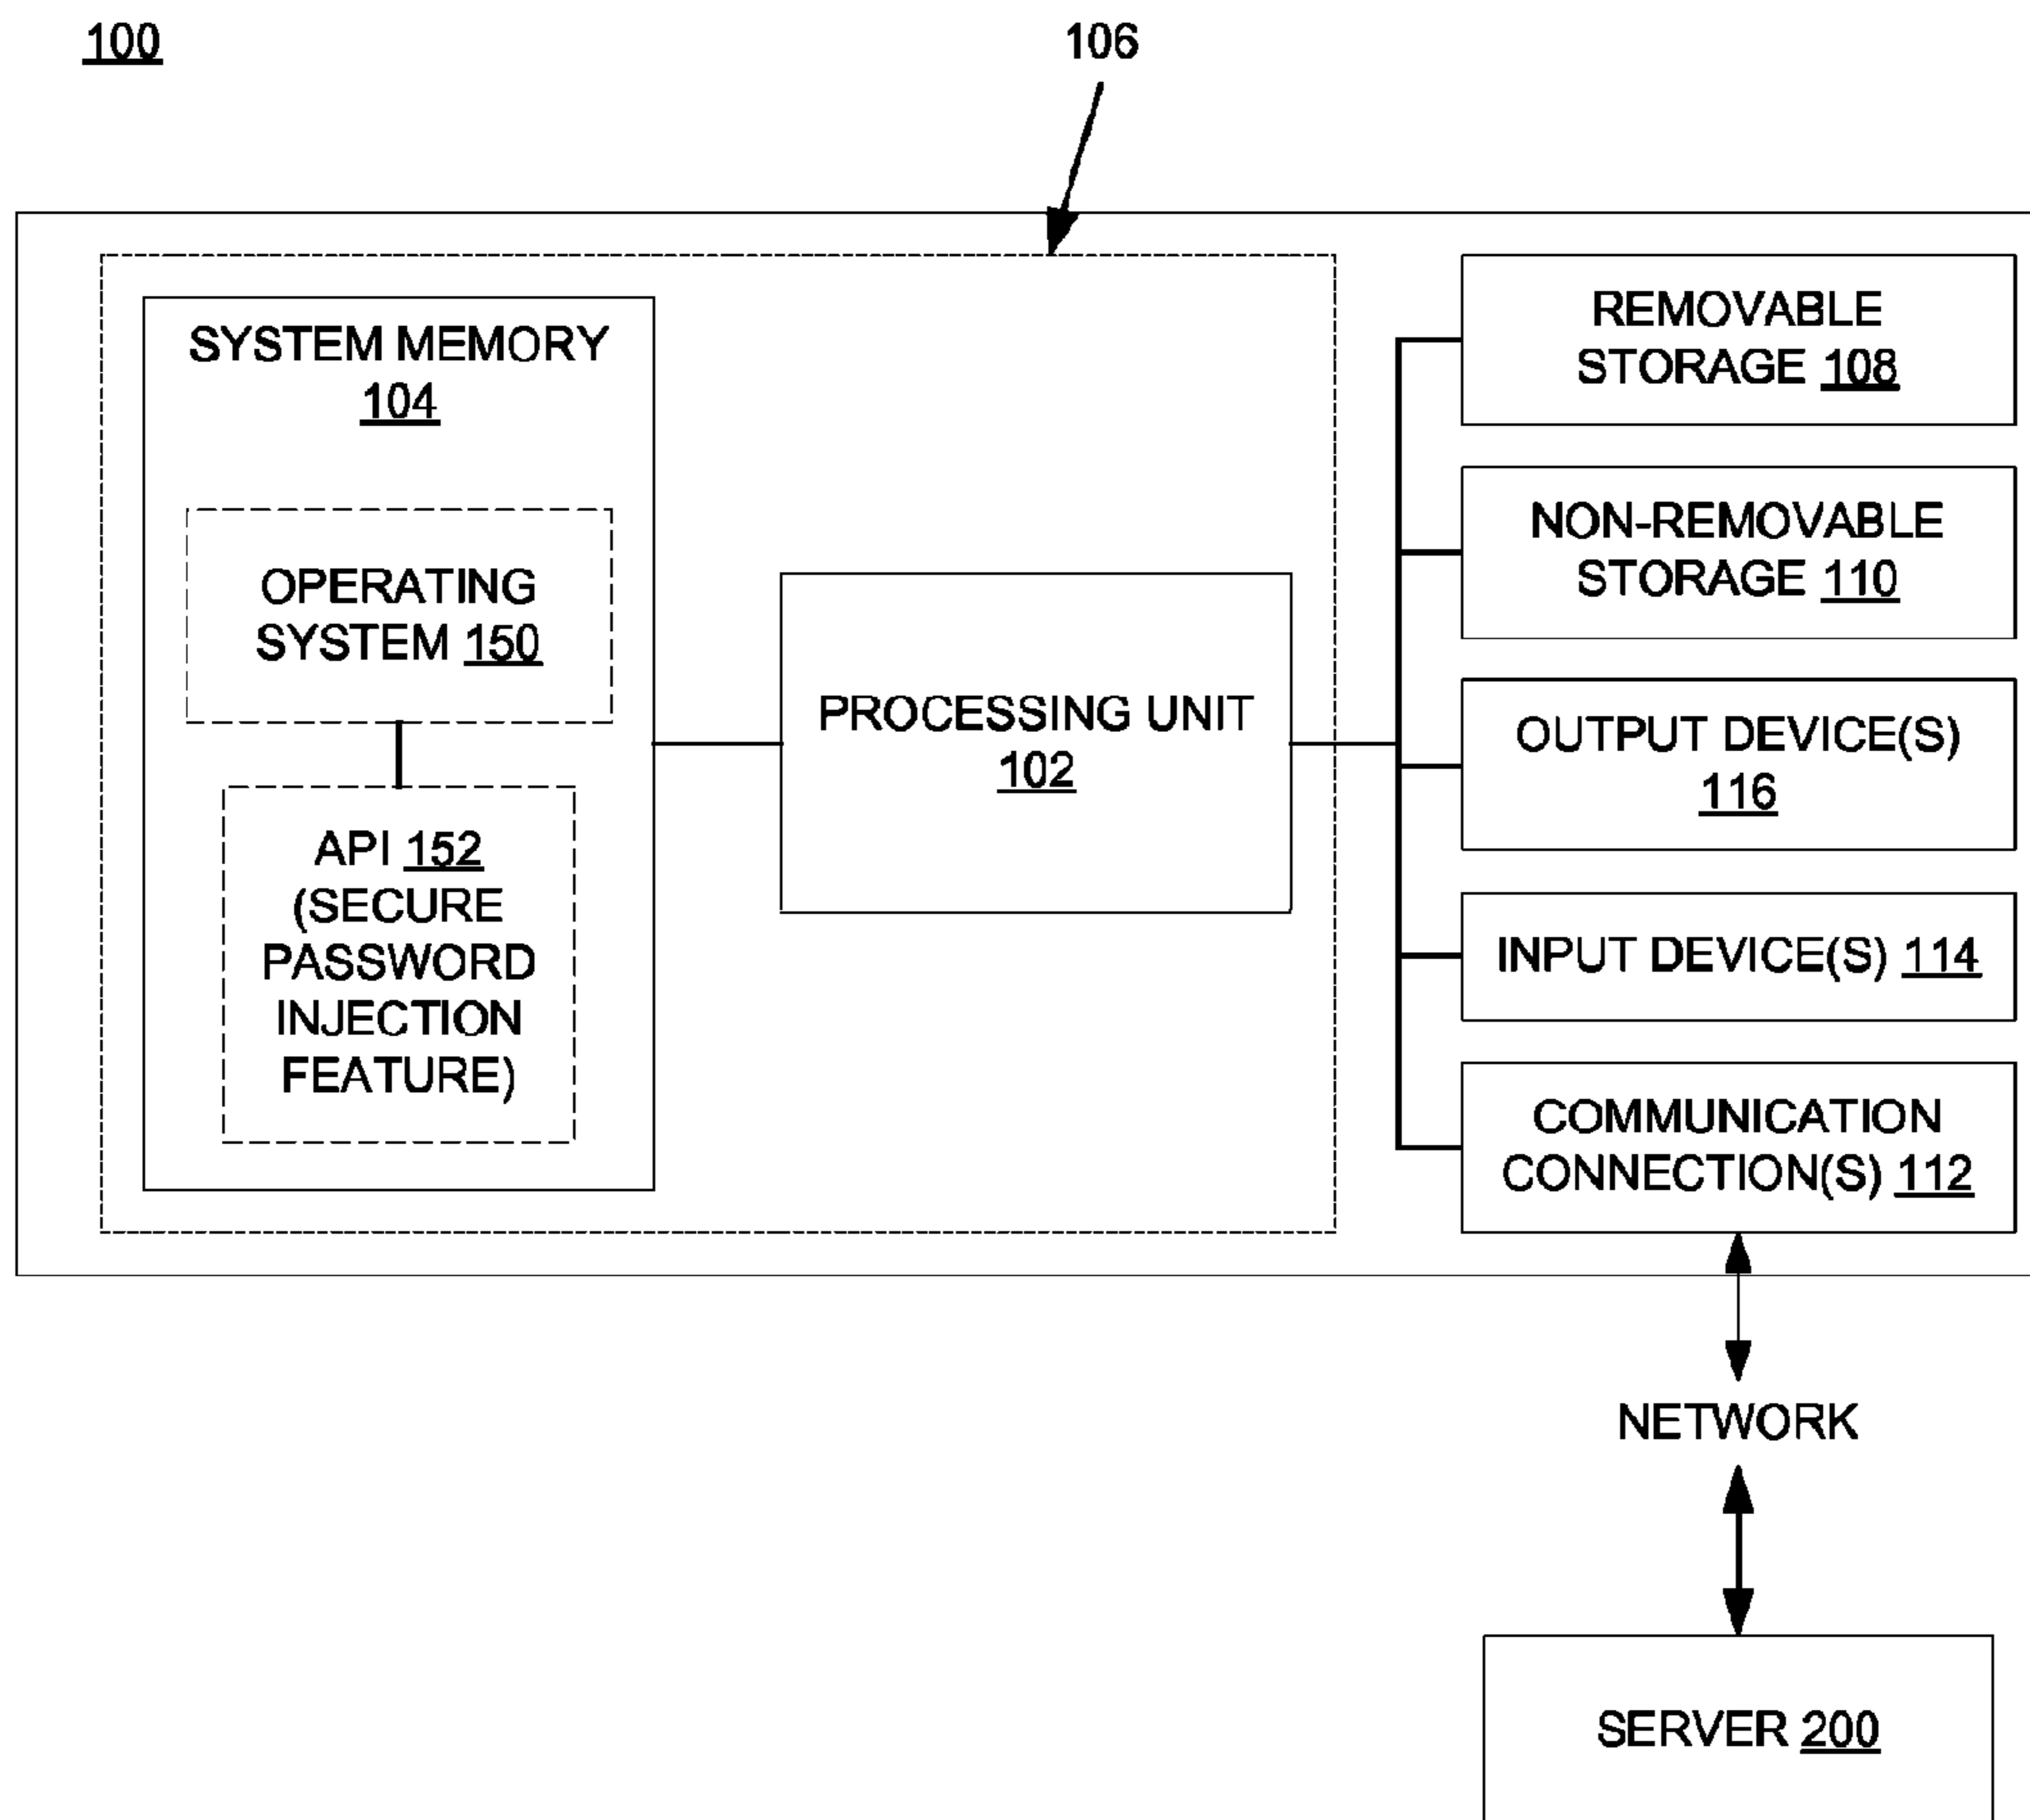 100
106
SYSTEM MEMORY
104
OPERATING
SYSTEM 150
API 152
(SECURE
PASSWORD
INJECTION
FEATURE)
PROCESSING UNIT
102
REMOVABLE
STORAGE 108
NON-REMOVABLE
STORAGE 110
OUTPUT DEVICE(S)
116
INPUT DEVICE(S) 114
COMMUNICATION
CONNECTION(S) 112
NETWORK
SERVER 200